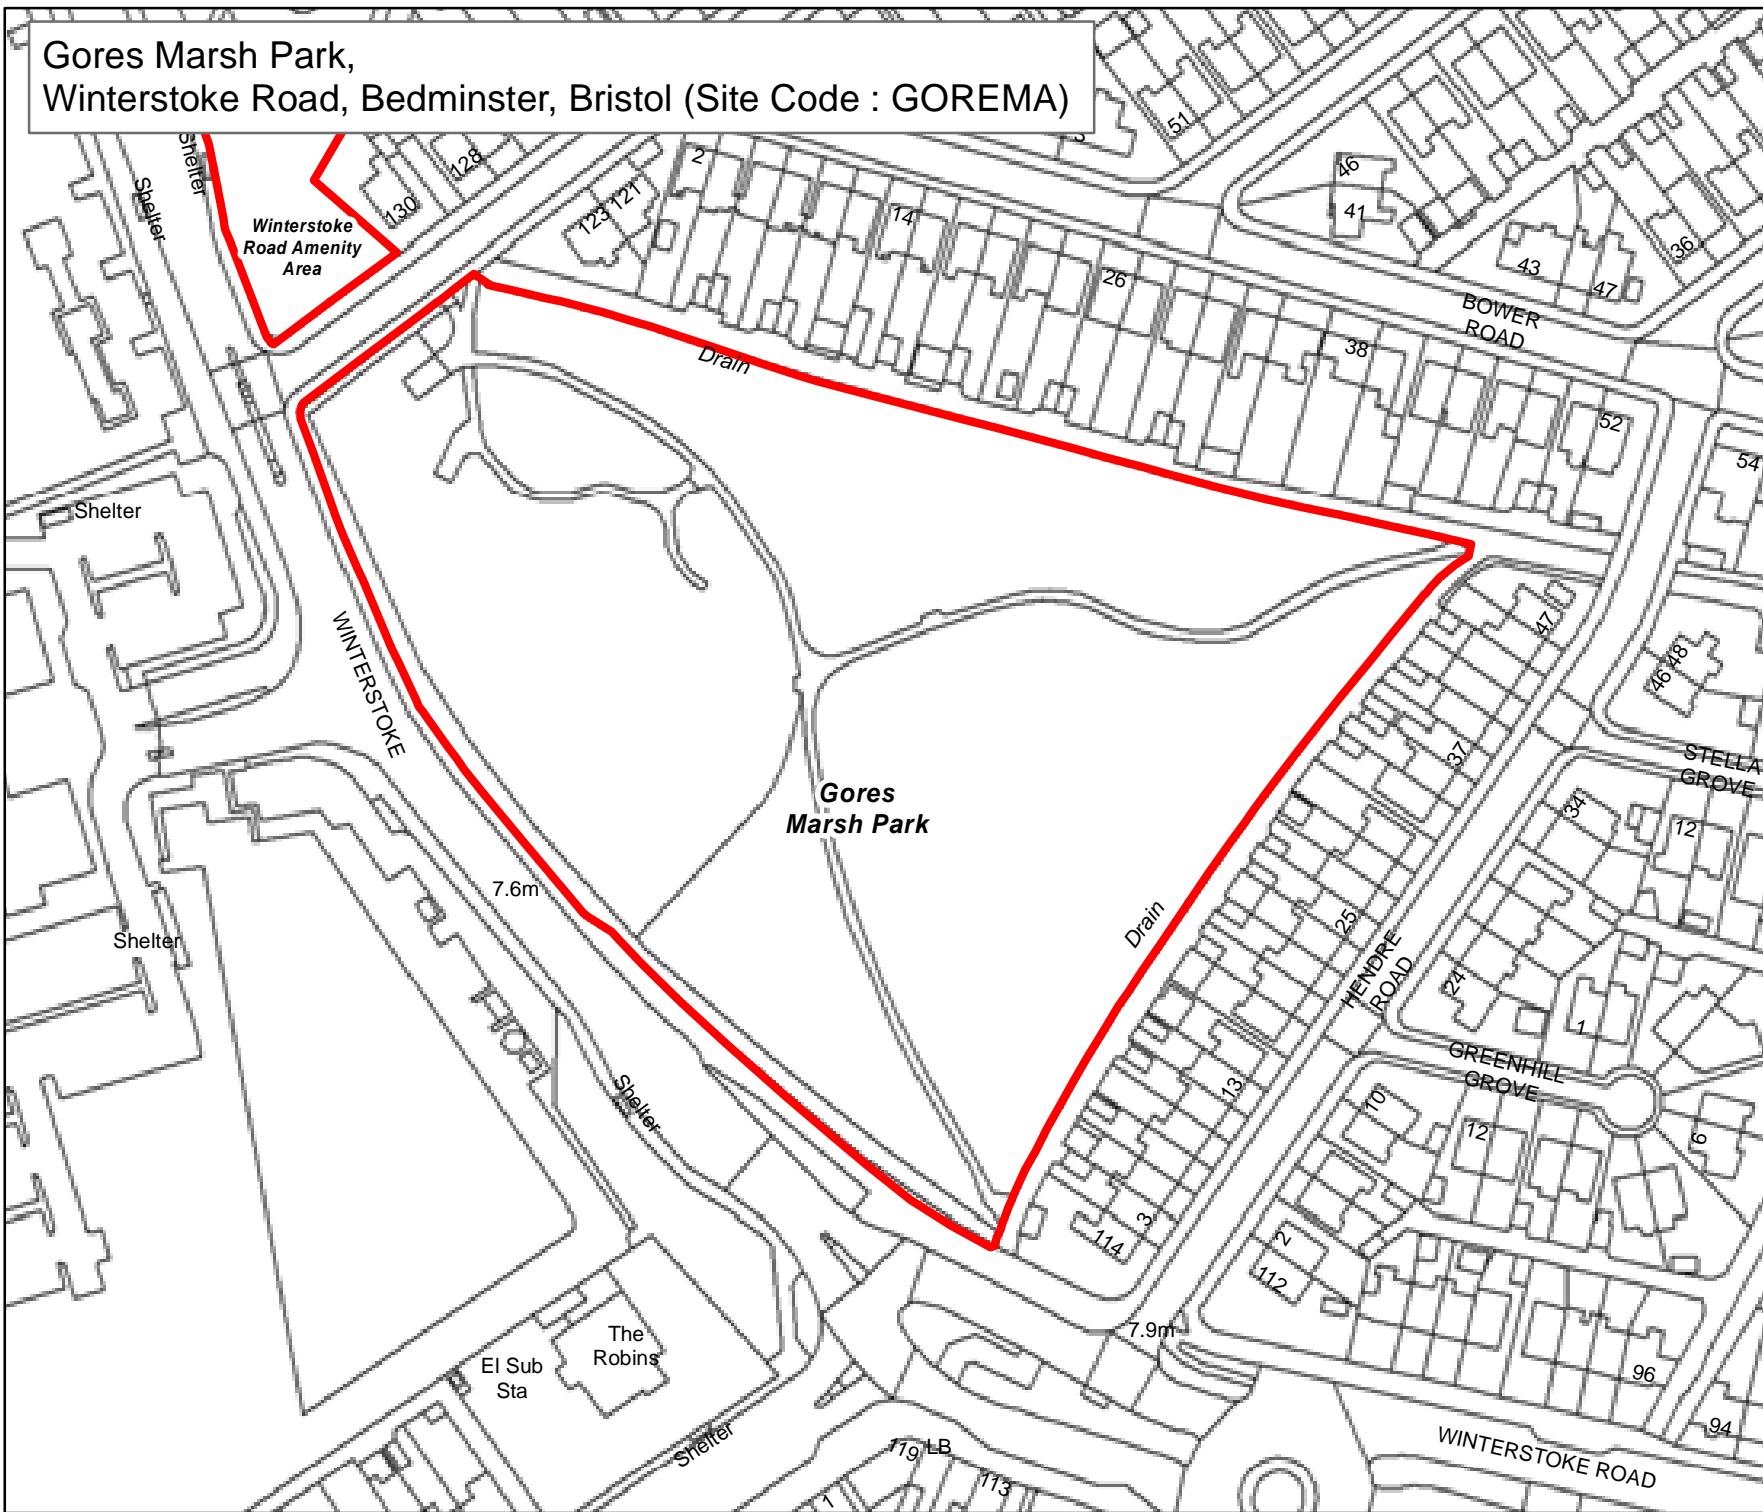 Gores Marsh Park,
Winterstoke Road, Bedminster, Bristol (Site Code : GOREMA)
Shelter
Shelter
Winterstoke
Road Amenity
Area
130
128
123
121
2
14
26
38
52
51
46
41
43
47
36
54
BOWER
ROAD
Drain
Shelter
WINTERSTOKE
47
46
48
37
STELLA
GROVE
34
12
Gores
Marsh Park
7.6m
Shelter
Drain
25
HENDRE
ROAD
24
1
GREENHILL
GROVE
13
10
12
6
Shelter
3
114
2
112
7.9m
The
Robins
El Sub
Sta
96
94
WINTERSTOKE ROAD
Shelter
119
LB
113
1